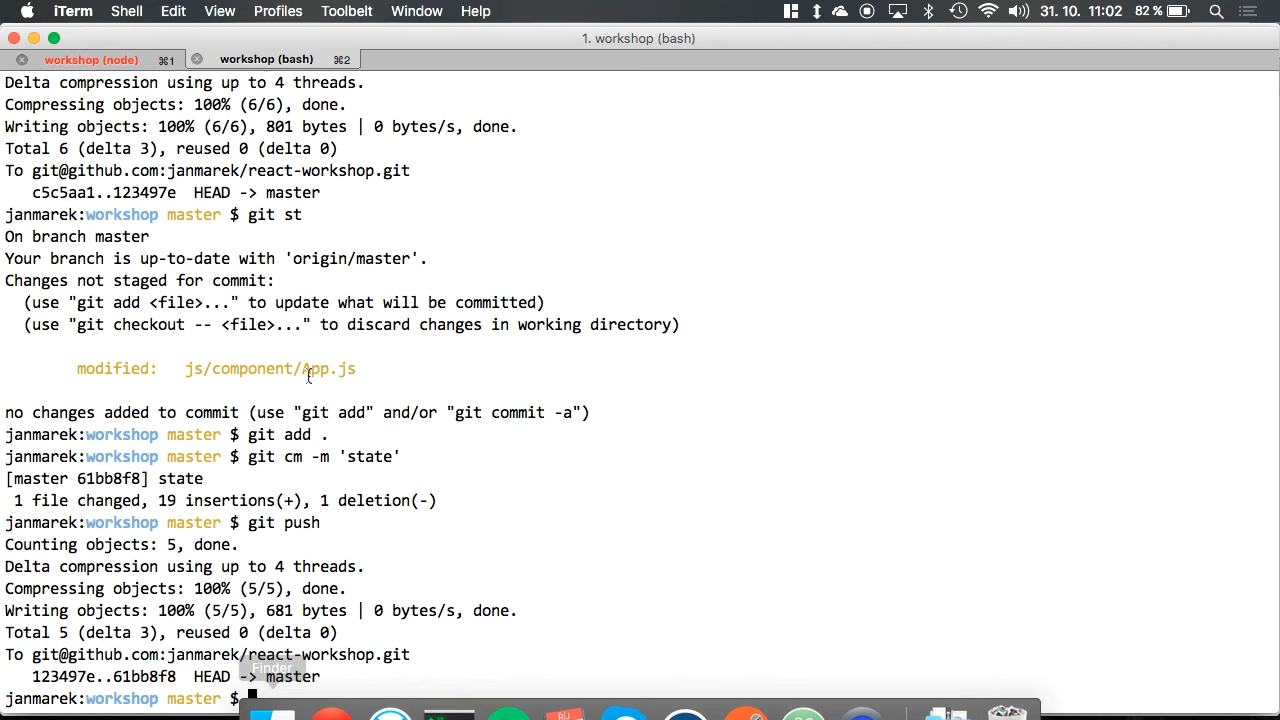 iTerm Shell Edit View Profiles Toolbelt Window Help 31. 10. 11:02 82 %
1. workshop (bash)
workshop (node) ⌘1 workshop (bash) ⌘2
Delta compression using up to 4 threads.
Compressing objects: 100% (6/6), done.
Writing objects: 100% (6/6), 801 bytes | 0 bytes/s, done.
Total 6 (delta 3), reused 0 (delta 0)
To git@github.com:janmarek/react-workshop.git
   c5c5aa1..123497e  HEAD -> master
janmarek:workshop master $ git st
On branch master
Your branch is up-to-date with 'origin/master'.
Changes not staged for commit:
  (use "git add <file>..." to update what will be committed)
  (use "git checkout -- <file>..." to discard changes in working directory)
        modified:   js/component/App.js
no changes added to commit (use "git add" and/or "git commit -a")
janmarek:workshop master $ git add .
janmarek:workshop master $ git cm -m 'state'
[master 61bb8f8] state
 1 file changed, 19 insertions(+), 1 deletion(-)
janmarek:workshop master $ git push
Counting objects: 5, done.
Delta compression using up to 4 threads.
Compressing objects: 100% (5/5), done.
Writing objects: 100% (5/5), 681 bytes | 0 bytes/s, done.
Total 5 (delta 3), reused 0 (delta 0)
To git@github.com:janmarek/react-workshop.git
Finder
   123497e..61bb8f8  HEAD -> master
janmarek:workshop master $
RU